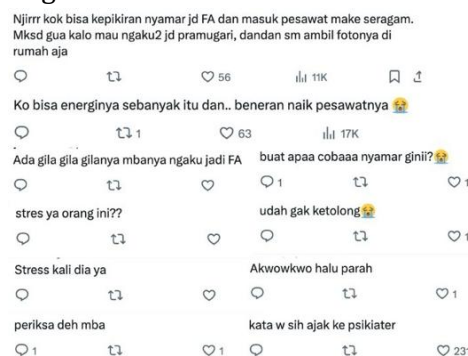 Njirrr kok bisa kepikiran nyamar jd FA dan masuk pesawat make seragam.
Mksd gua kalo mau ngaku2 jd pramugari, dandan sm ambil fotonya di
rumah aja
56 11K
Ko bisa energinya sebanyak itu dan.. beneran naik pesawatnya 😭
1 63 17K
Ada gila gila gilanya mbanya ngaku jadi FA
buat apaa cobaaa nyamar ginii?😭
1
stres ya orang ini??
udah gak ketolong😭
Stress kali dia ya
Akwowkwo halu parah
1
periksa deh mba
1 1
kata w sih ajak ke psikiater
23